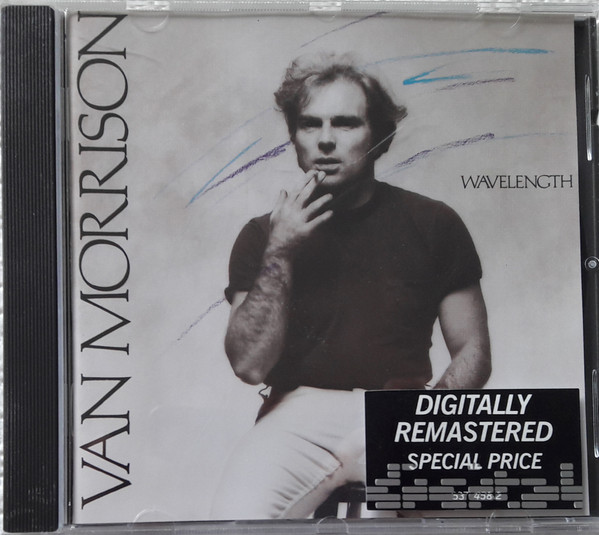 VAN MORRISON
WAVELENGTH
DIGITALLY
REMASTERED
SPECIAL PRICE